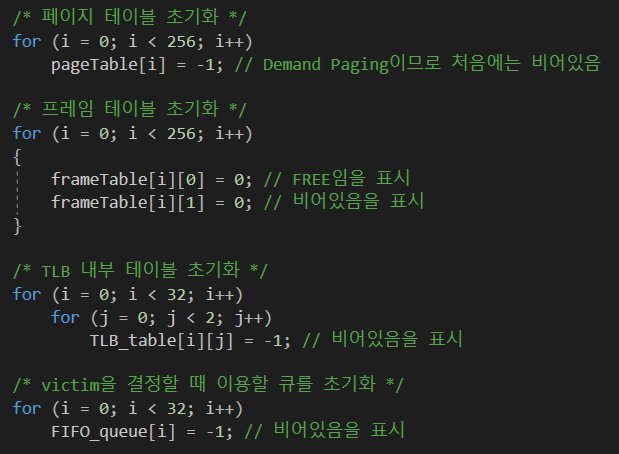 /* 페이지 테이블 초기화 */
for (i = 0; i < 256; i++)
pageTable[i] = -1; // Demand Paging이므로 처음에는 비어있음
/* 프레임 테이블 초기화 */
for (i = 0; i < 256; i++)
{
frameTable[i][0] = 0; // FREE임을 표시
frameTable[i][1] = 0; // 비어있음을 표시
}
/* TLB 내부 테이블 초기화 */
for (i = 0; i < 32; i++)
for (j = 0; j < 2; j++)
TLB_table[i][j] = -1; // 비어있음을 표시
/* victim을 결정할 때 이용할 큐를 초기화 */
for (i = 0; i < 32; i++)
FIFO_queue[i] = -1; // 비어있음을 표시